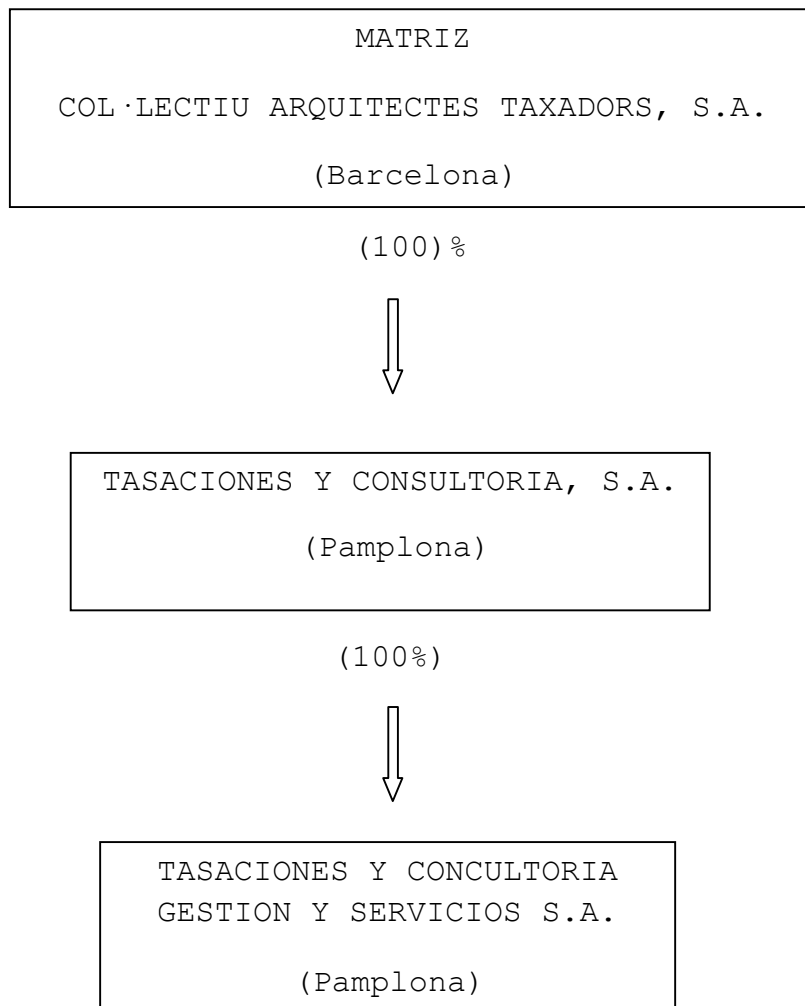 MATRIZ
COL·LECTIU ARQUITECTES TAXADORS, S.A.
(Barcelona)
(100)%
TASACIONES Y CONSULTORIA, S.A.
(Pamplona)
(100%)
TASACIONES Y CONCULTORIA
GESTION Y SERVICIOS S.A.
(Pamplona)